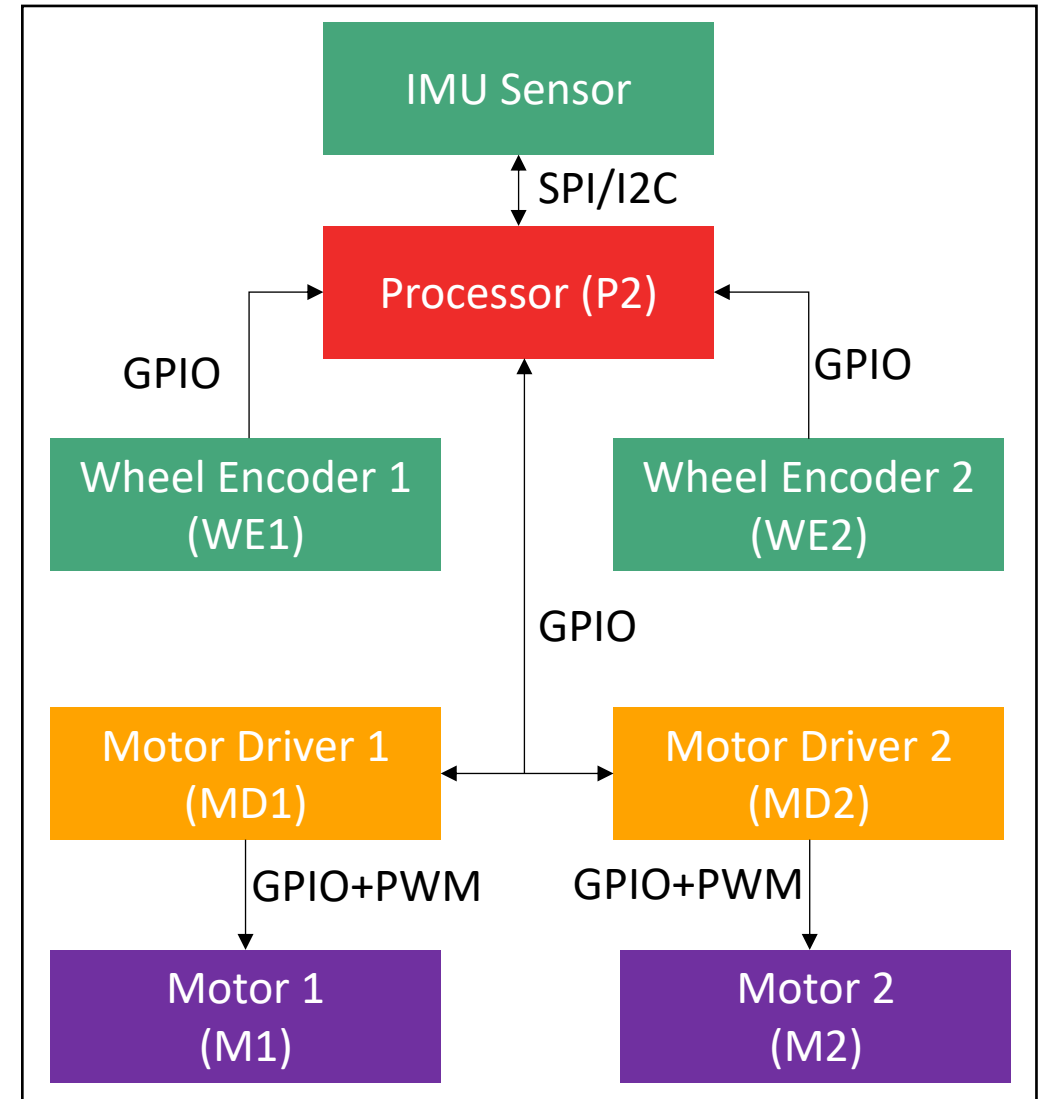 IMU Sensor
SPI/I2C
Processor (P2)
GPIO
GPIO
Wheel Encoder 1
(WE1)
Wheel Encoder 2
(WE2)
GPIO
Motor Driver 1
(MD1)
Motor Driver 2
(MD2)
GPIO+PWM
GPIO+PWM
Motor 1
(M1)
Motor 2
(M2)